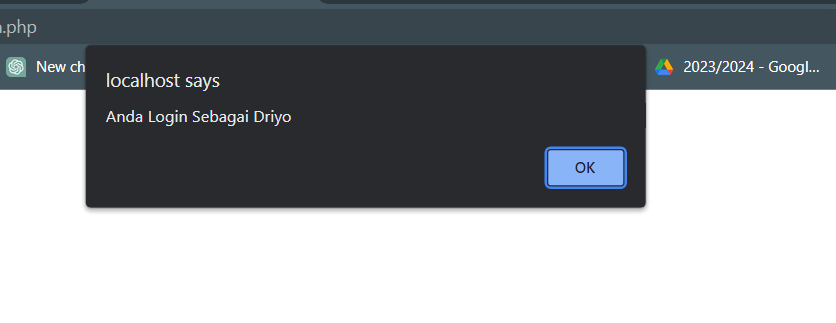 .php
New ch
2023/2024 - Googl...
localhost says
Anda Login Sebagai Driyo
OK